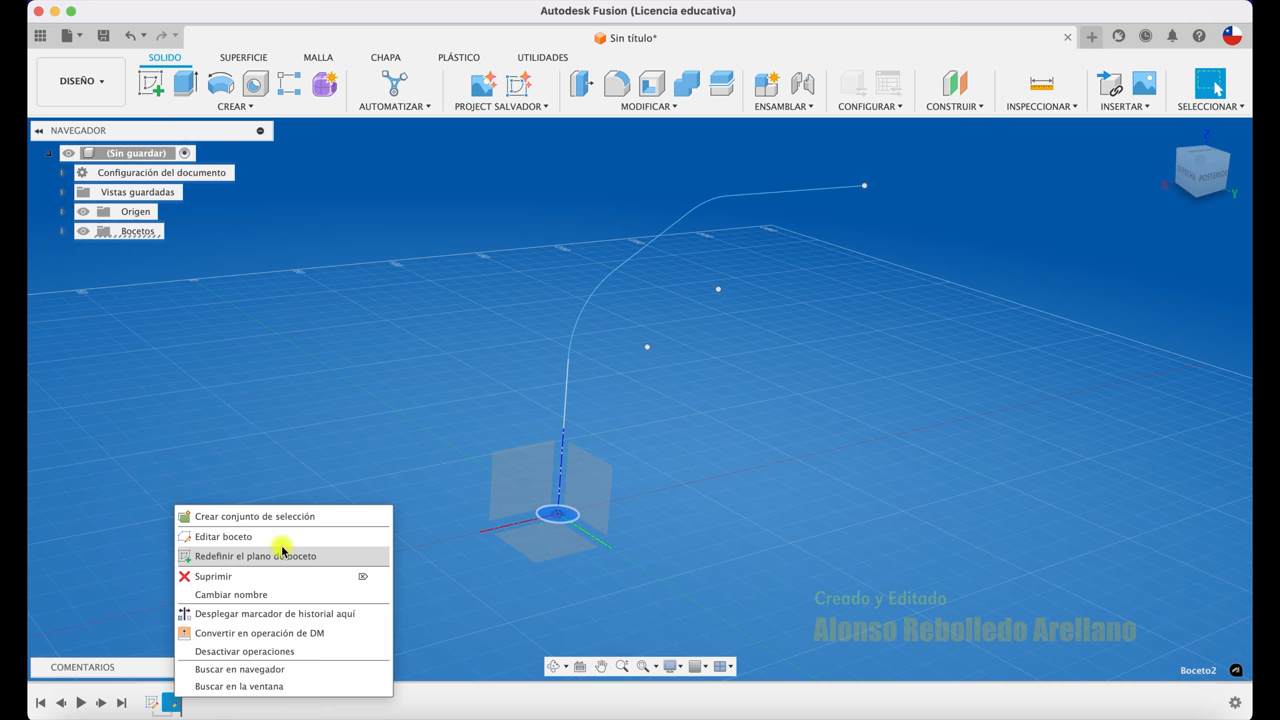 Autodesk Fusion (Licencia educativa)
Sin título*
SOLIDO
SUPERFICIE
MALLA
CHAPA
PLÁSTICO
UTILIDADES
DISEÑO
CREAR
AUTOMATIZAR
PROJECT SALVADOR
MODIFICAR
ENSAMBLAR
CONFIGURAR
CONSTRUIR
INSPECCIONAR
INSERTAR
SELECCIONAR
NAVEGADOR
(Sin guardar)
Configuración del documento
Vistas guardadas
Origen
Bocetos
Z
X
Y
Crear conjunto de selección
Editar boceto
Redefinir el plano de boceto
Suprimir
Cambiar nombre
Desplegar marcador de historial aquí
Convertir en operación de DM
Desactivar operaciones
Buscar en navegador
Buscar en la ventana
Creado y Editado
Alonso Rebolledo Arellano
COMENTARIOS
Boceto2